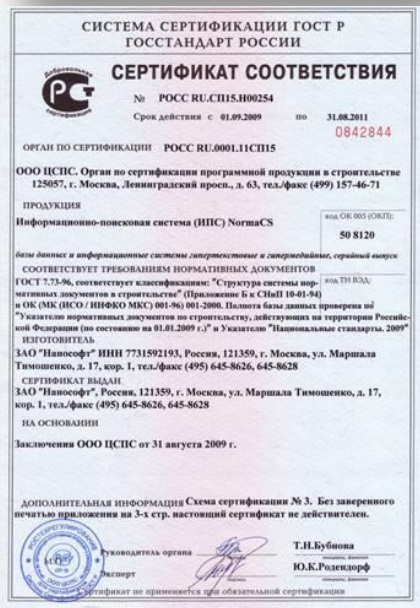 СИСТЕМА СЕРТИФИКАЦИИ ГОСТ Р
ГОССТАНДАРТ РОССИИ
Добровольная
сертификация
СЕРТИФИКАТ СООТВЕТСТВИЯ
№ РОСС RU.СП15.Н00254
Срок действия с 01.09.2009 по 31.08.2011
0842844
ОРГАН ПО СЕРТИФИКАЦИИ РОСС RU.0001.11СП15
ООО ЦСПС. Орган по сертификации программной продукции в строительстве
125057, г. Москва, Ленинградский просп., д. 63, тел./факс (499) 157-46-71
ПРОДУКЦИЯ
Информационно-поисковая система (ИПС) NormaCS
код ОК 005 (ОКП):
50 8120
базы данных и информационные системы гипертекстовые и гипермедийные, серийный выпуск
СООТВЕТСТВУЕТ ТРЕБОВАНИЯМ НОРМАТИВНЫХ ДОКУМЕНТОВ
код ТН ВЭД:
ГОСТ 7.73-96, соответствует классификациям: "Структура системы нор-
мативных документов в строительстве" (Приложение Б к СНиП 10-01-94)
и ОК (МК (ИСО / ИНФКО МКС) 001-96) 001-2000. Полнота базы данных проверена по
"Указателю нормативных документов по строительству, действующих на территории Российс-
кой Федерации (по состоянию на 01.01.2009 г.)" и Указателю "Национальные стандарты. 2009"
ИЗГОТОВИТЕЛЬ
ЗАО "Нанософт" ИНН 7731592193, Россия, 121359, г. Москва, ул. Маршала
Тимошенко, д. 17, кор. 1, тел./факс (495) 645-8626, 645-8628
СЕРТИФИКАТ ВЫДАН
ЗАО "Нанософт", Россия, 121359, г. Москва, ул. Маршала Тимошенко, д. 17,
кор. 1, тел./факс (495) 645-8626, 645-8628
НА ОСНОВАНИИ
Заключения ООО ЦСПС от 31 августа 2009 г.
ДОПОЛНИТЕЛЬНАЯ ИНФОРМАЦИЯ Схема сертификации № 3. Без заверенного
печатью приложения на 3-х стр. настоящий сертификат не действителен.
Руководитель органа
Т.Н.Бубнова
М.П.
Эксперт
Ю.К.Родендорф
Сертификат не применяется при обязательной сертификации